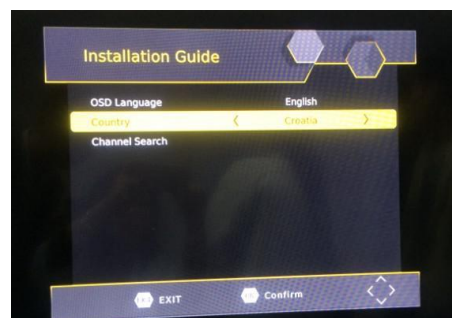 Installation Guide
OSD Language English
Country Croatia
Channel Search
EXIT Confirm